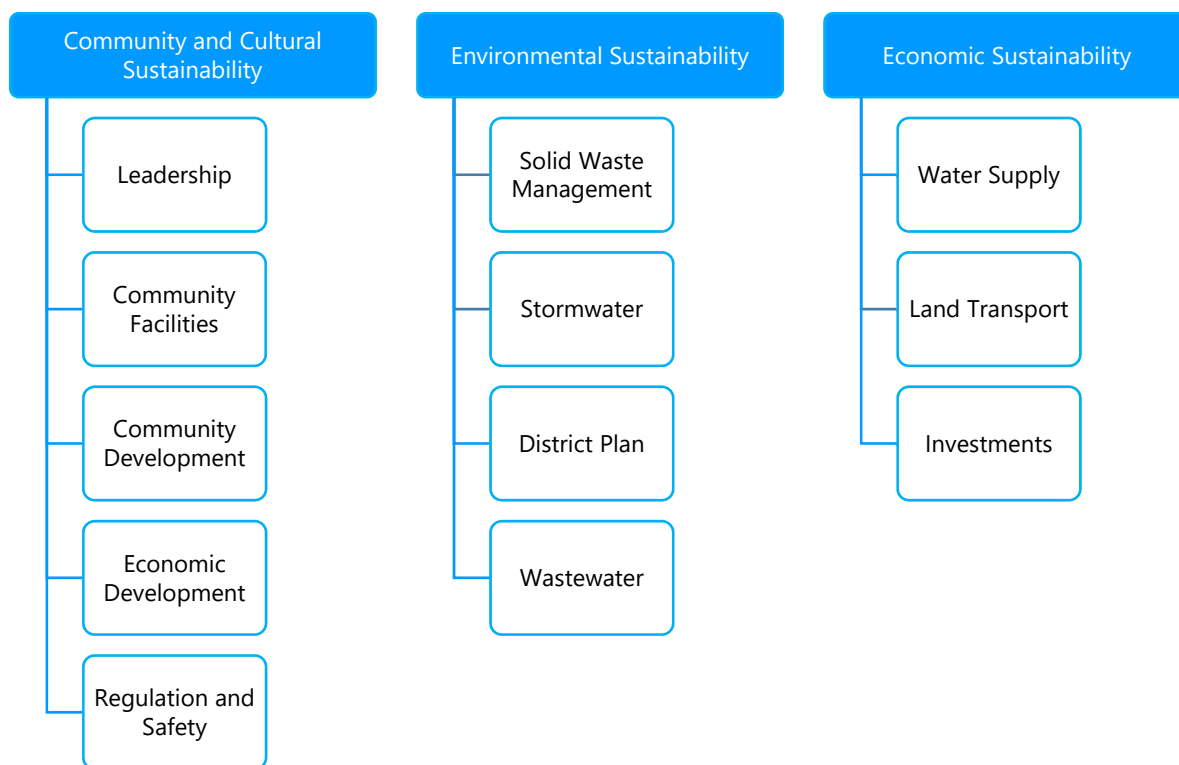 Community and Cultural
Sustainability
Leadership
Community
Facilities
Community
Development
Economic
Development
Regulation and
Safety
Environmental Sustainability
Solid Waste
Management
Stormwater
District Plan
Wastewater
Economic Sustainability
Water Supply
Land Transport
Investments